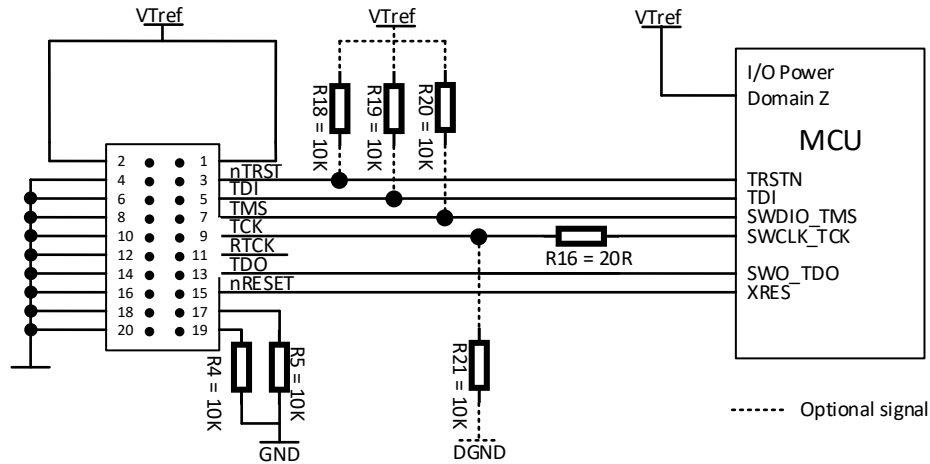 VTref
VTref
VTref
I/O Power
Domain Z
MCU
R18 = 10K
R19 = 10K
R20 = 10K
2 1 nTRST
4 3 TDI
6 5 TMS
8 7 TCK
10 9 RTCK
12 11 TDO
14 13 nRESET
16 15
18 17
20 19
TRSTN
TDI
SWDIO_TMS
SWCLK_TCK
R16 = 20R
SWO_TDO
XRES
R4 = 10K
R5 = 10K
R21 = 10K
GND
DGND
Optional signal